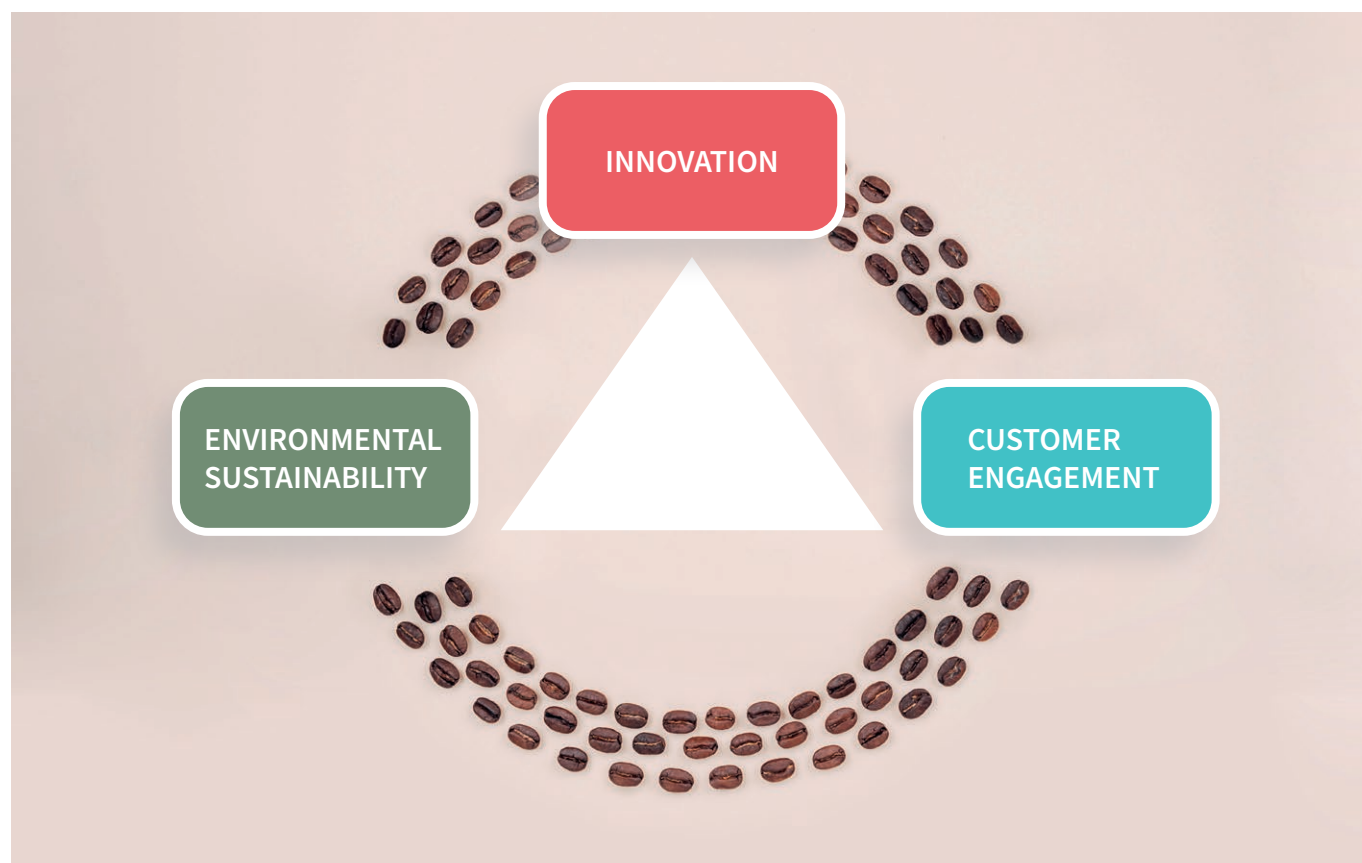 INNOVATION
ENVIRONMENTAL
SUSTAINABILITY
CUSTOMER
ENGAGEMENT